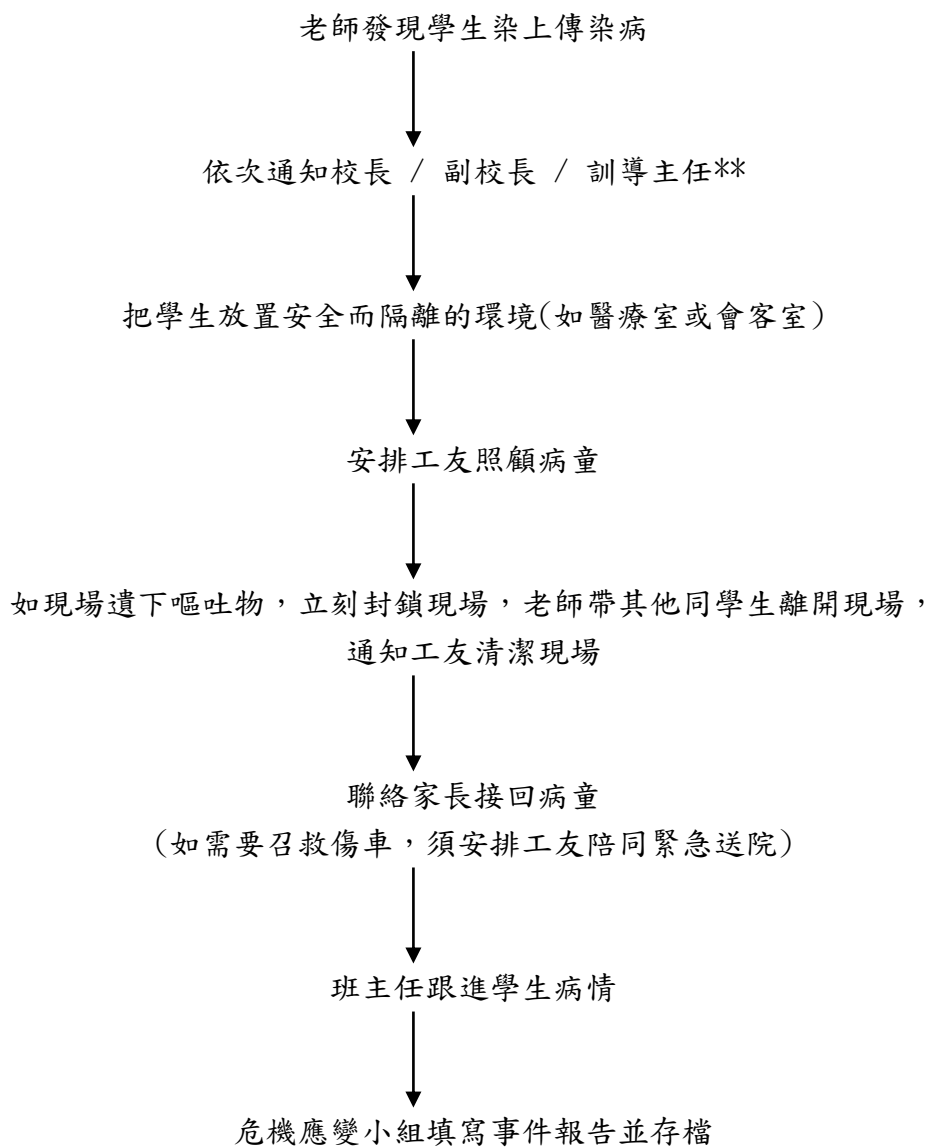 老師發現學生染上傳染病
依次通知校長 / 副校長 / 訓導主任**
把學生放置安全而隔離的環境(如醫療室或會客室)
安排工友照顧病童
如現場遺下嘔吐物，立刻封鎖現場，老師帶其他同學生離開現場，
通知工友清潔現場
聯絡家長接回病童
(如需要召救傷車，須安排工友陪同緊急送院)
班主任跟進學生病情
危機應變小組填寫事件報告並存檔